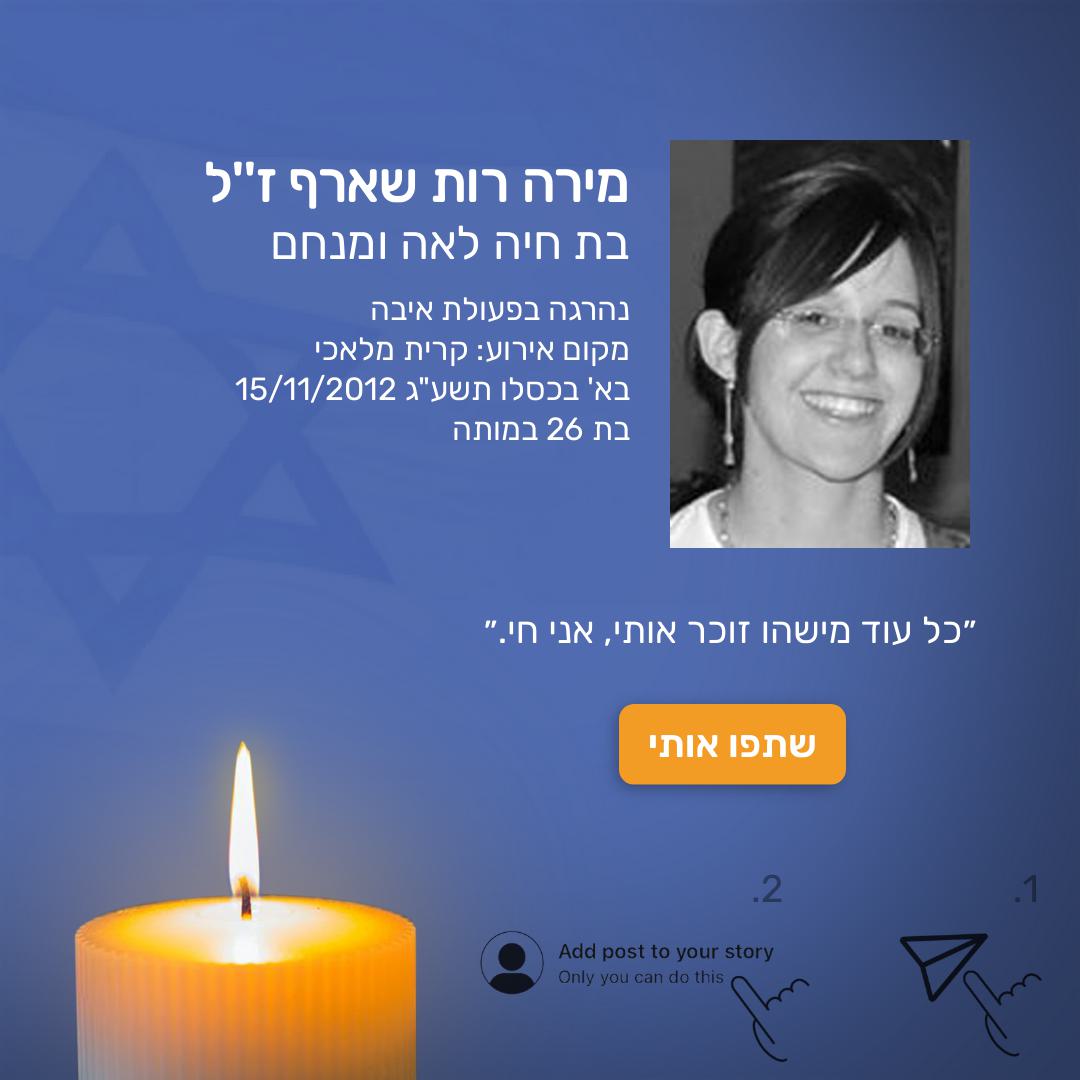 מירה רות שארף ז"ל
בת חיה לאה ומנחם
נהרגה בפעולת איבה
מקום אירוע: קרית מלאכי
בא' בכסלו תשע"ג 15/11/2012
בת 26 במותה
"כל עוד מישהו זוכר אותי, אני חי."
שתפו אותי
.1
.2
Add post to your story
Only you can do this